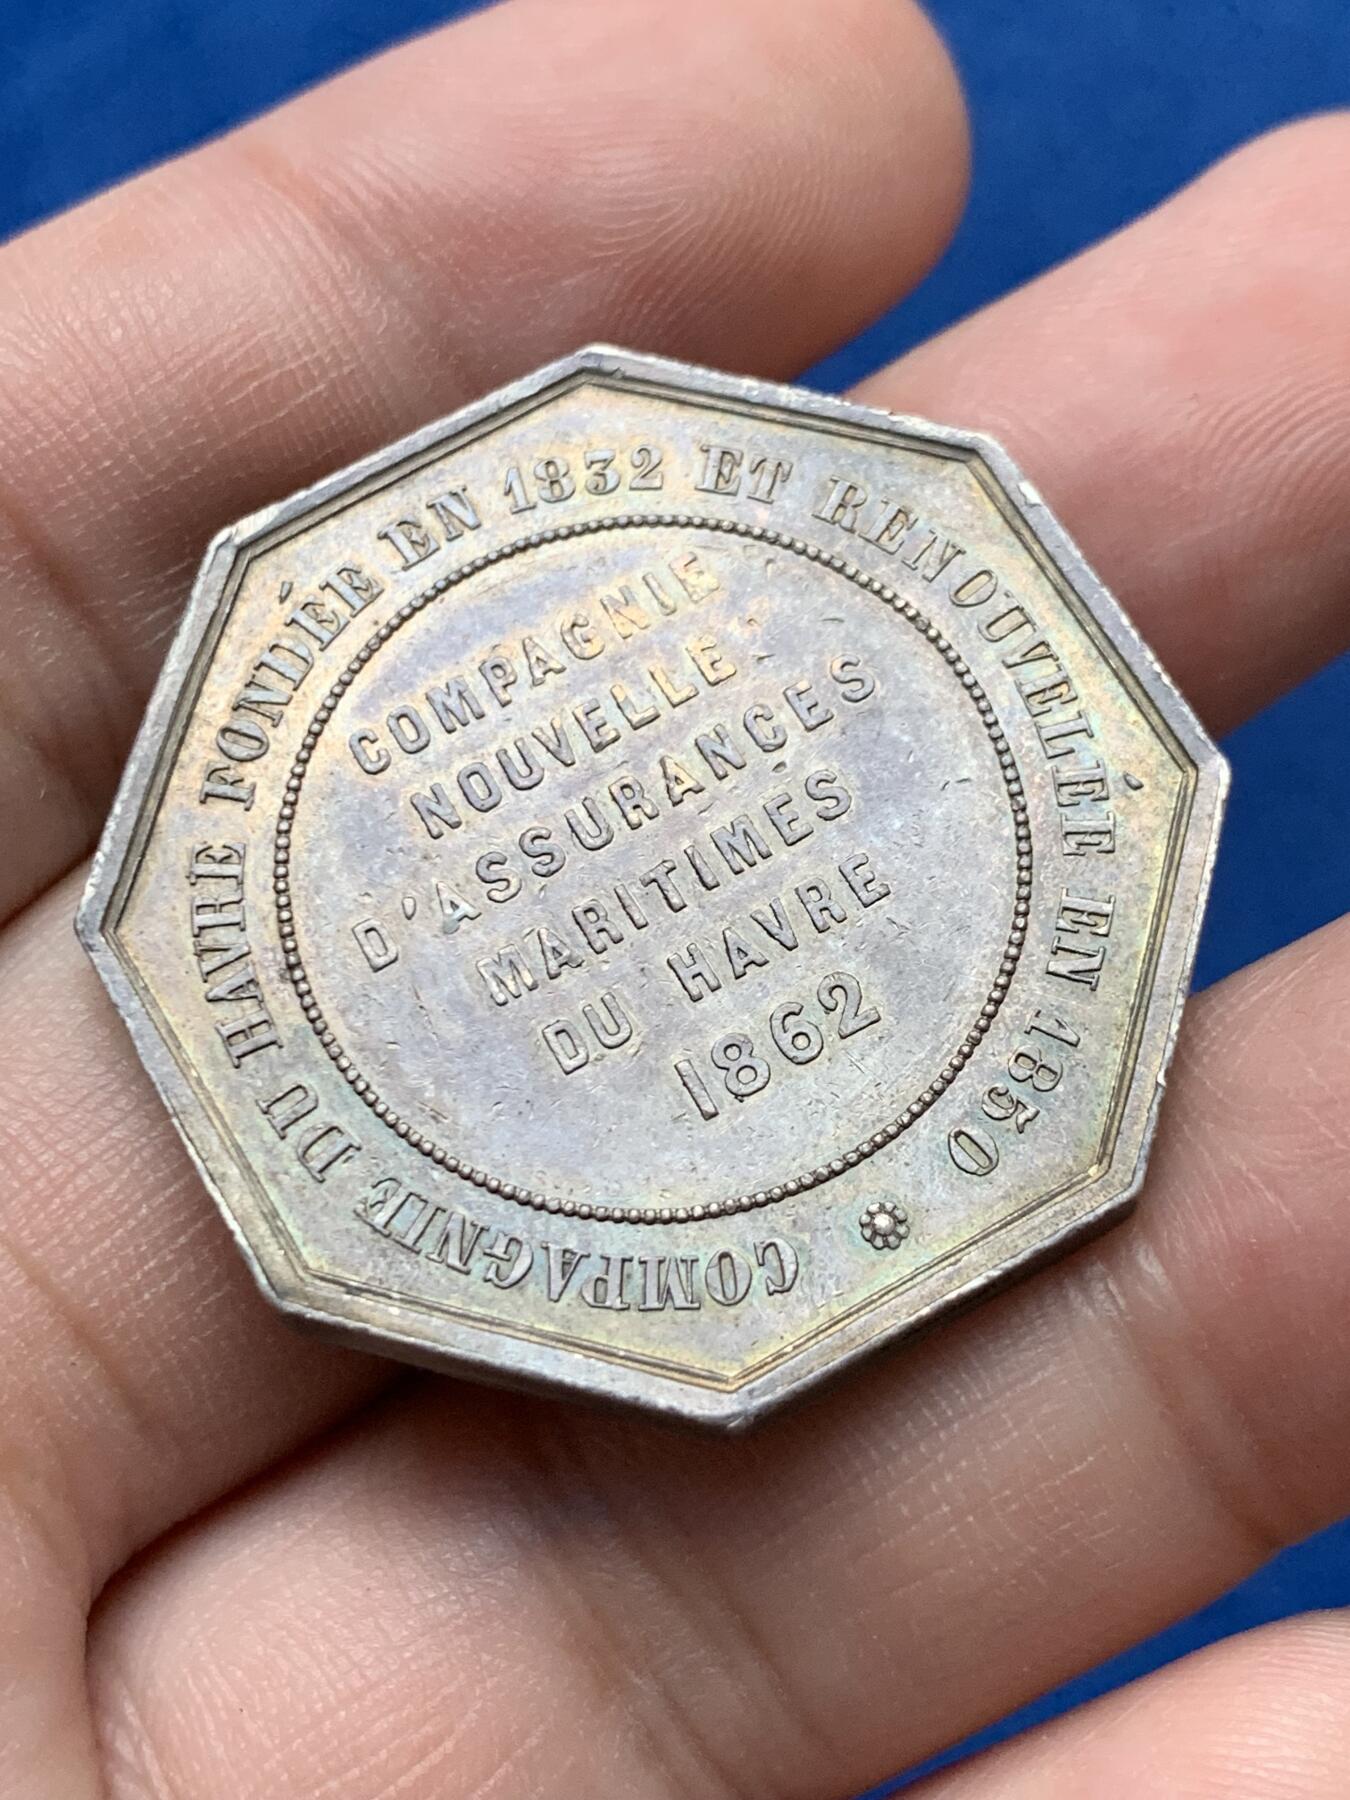 COMPAGNIE DU HAVRE FONDÉE EN 1832 ET RENOUVELÉE EN 1850
COMPAGNIE
NOUVELLE
D'ASSURANCES
MARITIMES
DU HAVRE
1862